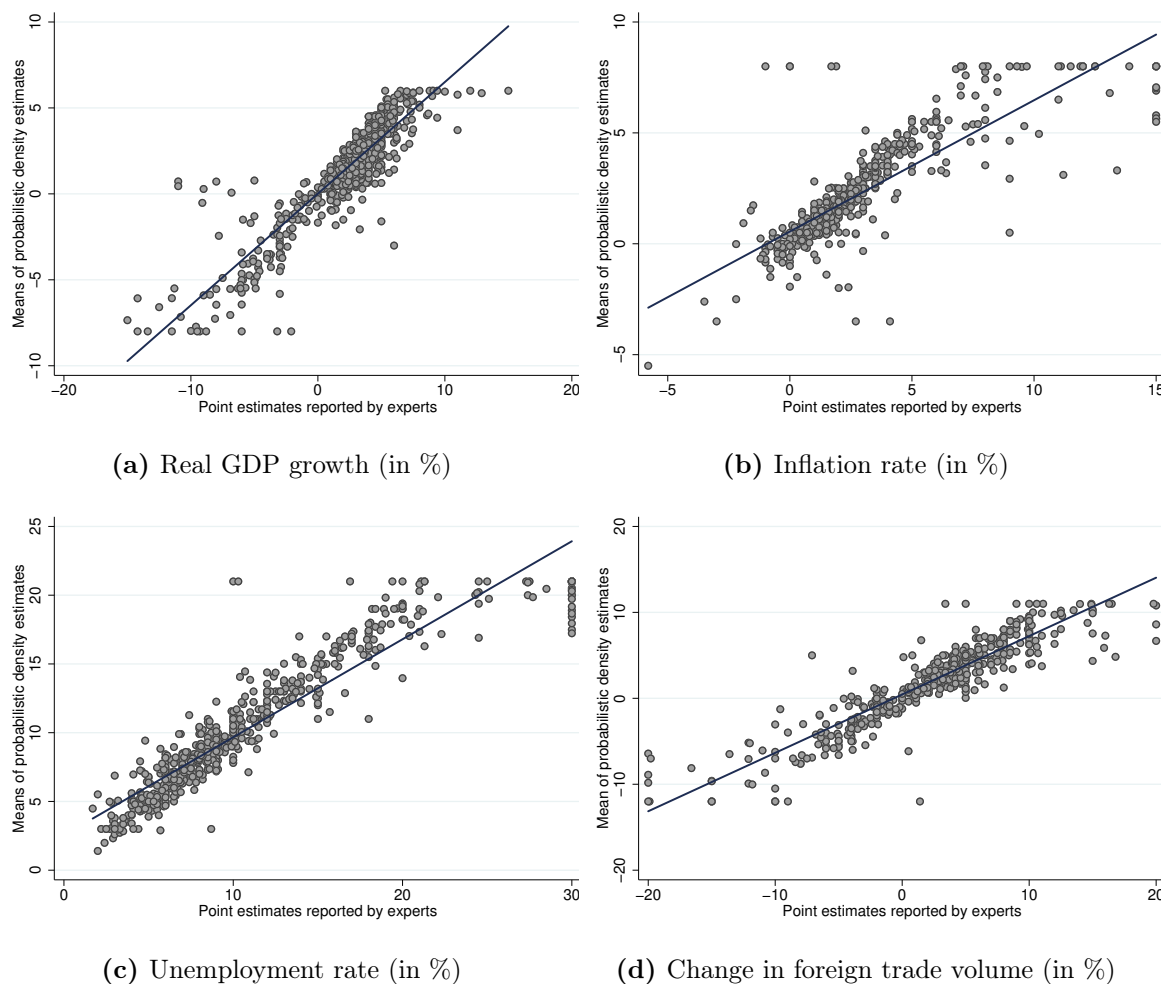 10
5
0
−5
−10
Means of probabilistic density estimates
−20 −10 0 10 20
Point estimates reported by experts
(a) Real GDP growth (in %)
10
5
0
−5
Means of probabilistic density estimates
−5 0 5 10 15
Point estimates reported by experts
(b) Inflation rate (in %)
25
20
15
10
5
0
Means of probabilistic density estimates
0 10 20 30
Point estimates reported by experts
(c) Unemployment rate (in %)
20
10
0
−10
−20
Mean of probabilistic density estimates
−20 −10 0 10 20
Point estimates reported by experts
(d) Change in foreign trade volume (in %)